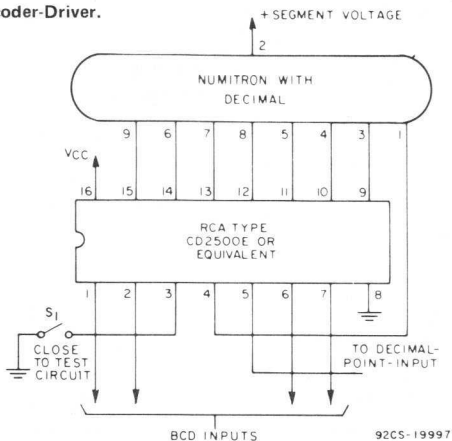 coder-Driver.
+ SEGMENT VOLTAGE
2
NUMITRON WITH
DECIMAL
9 6 7 8 5 4 3 1
VCC
16 15 14 13 12 11 10 9
RCA TYPE
CD2500E OR
EQUIVALENT
1 2 3 4 5 6 7 8
S1
CLOSE
TO TEST
CIRCUIT
TO DECIMAL-
POINT-INPUT
BCD INPUTS
92CS-19997